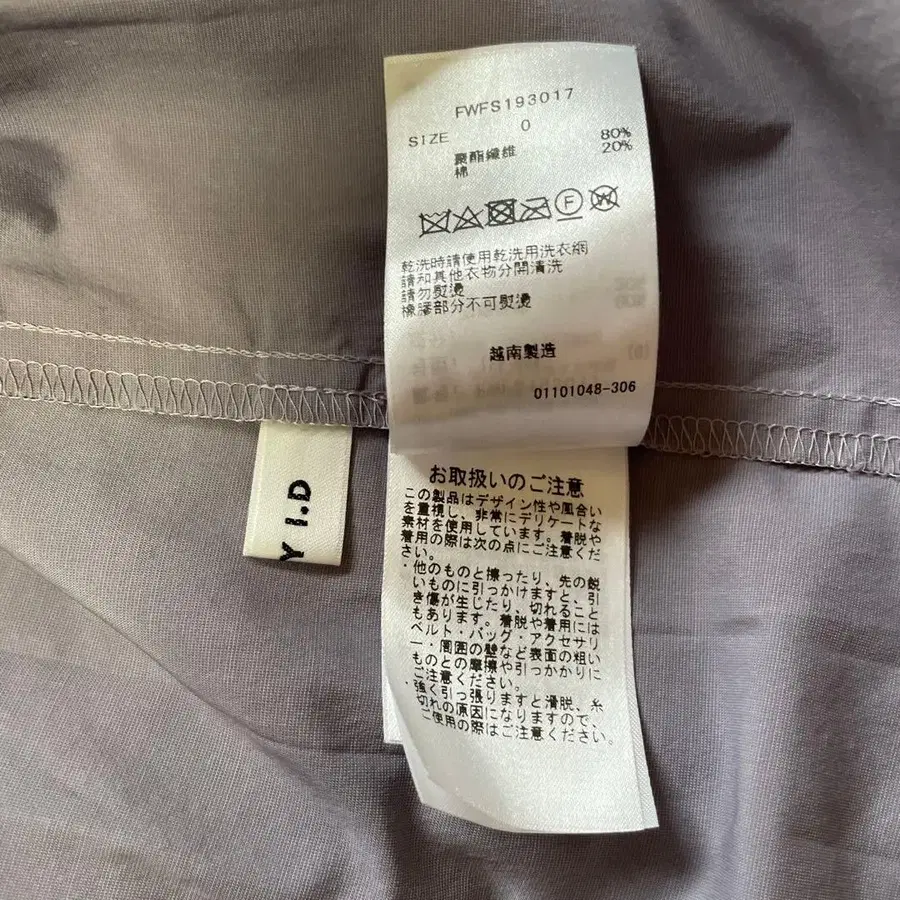 FWFS193017
SIZE 0
聚酯纖維 80%
棉 20%
F W
乾洗時請使用乾洗用洗衣網
請和其他衣物分開清洗
請勿熨燙
橡膠部分不可熨燙
越南製造
01101048-306
Y I.D
お取扱いのご注意
この製品はデザイン性や風合い
を重視し、非常にデリケートな
素材を使用しています。着脱や
着用の際は次の点にご注意くだ
さい。
・他のものと擦ったり、先の鋭
いものに引っかけますと、引
き傷が生じたり、切れること
もあります。着脱や着用には
ベルト・バッグ・アクセサリ
ー・周囲の壁など表面の粗い
ものとの摩擦や引っかかりに
ご注意ください。
・強く引っ張りますと滑脱、糸
切れの原因になりますので、
ご使用の際はご注意ください。